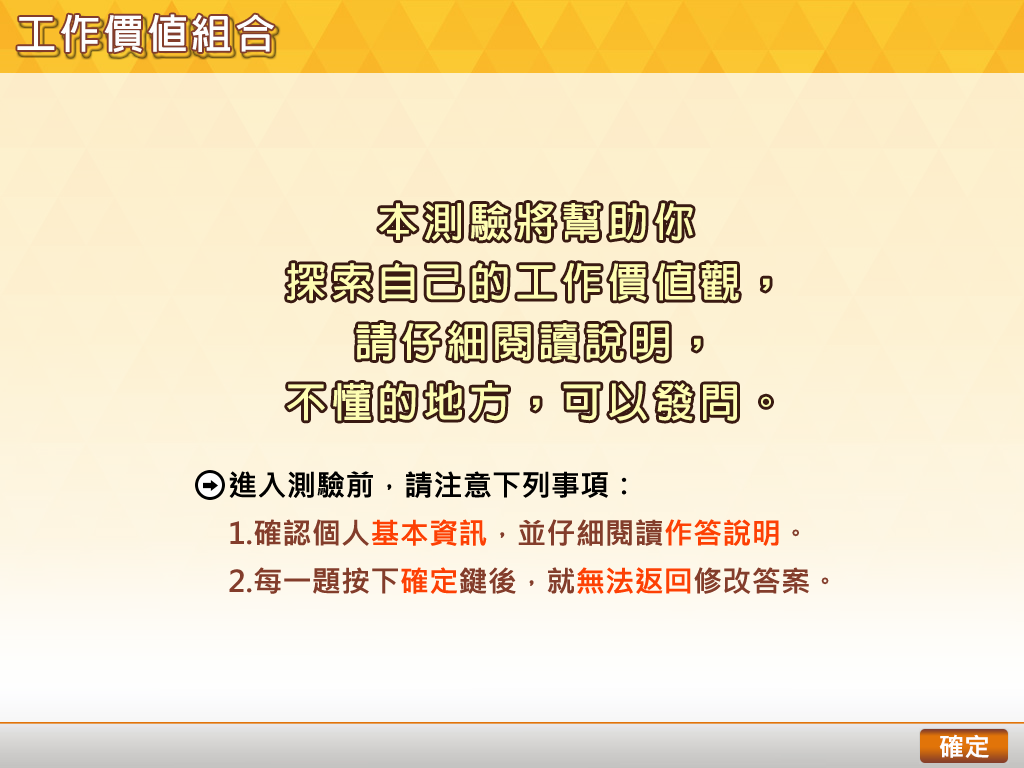 工作價值組合
本測驗將幫助你
探索自己的工作價值觀，
請仔細閱讀說明，
不懂的地方，可以發問。
進入測驗前，請注意下列事項：
1.確認個人基本資訊，並仔細閱讀作答說明。
2.每一題按下確定鍵後，就無法返回修改答案。
確定